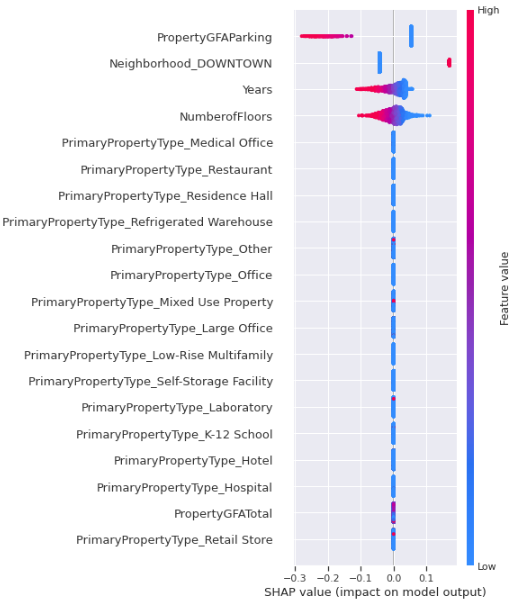 High
PropertyGFAParking
Neighborhood_DOWNTOWN
Years
NumberofFloors
PrimaryPropertyType_Medical Office
PrimaryPropertyType_Restaurant
PrimaryPropertyType_Residence Hall
PrimaryPropertyType_Refrigerated Warehouse
PrimaryPropertyType_Other
PrimaryPropertyType_Office
PrimaryPropertyType_Mixed Use Property
PrimaryPropertyType_Large Office
PrimaryPropertyType_Low-Rise Multifamily
PrimaryPropertyType_Self-Storage Facility
PrimaryPropertyType_Laboratory
PrimaryPropertyType_K-12 School
PrimaryPropertyType_Hotel
PrimaryPropertyType_Hospital
PropertyGFATotal
PrimaryPropertyType_Retail Store
Feature value
Low
−0.3 −0.2 −0.1 0.0 0.1
SHAP value (impact on model output)